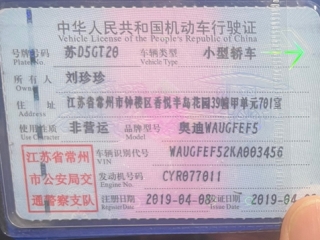 中华人民共和国机动车行驶证
Vehicle License of the People's Republic of China
号牌号码 苏D5GT20 车辆类型 小型轿车
Plate No. Vehicle Type
所有人 刘珍珍
Owner
住址 江苏省常州市钟楼区香悦半岛花园39幢甲单元701室
Address
使用性质 非营运 品牌型号 奥迪WAUGFEF5
Use Character Model
江苏省常州 车辆识别代号 WAUGFEF52KA003456
VIN
市公安局交 发动机号码 CYR077011
Engine No.
通警察支队 注册日期 2019-04-08 发证日期 2019-04-08
Register Date Issue Date